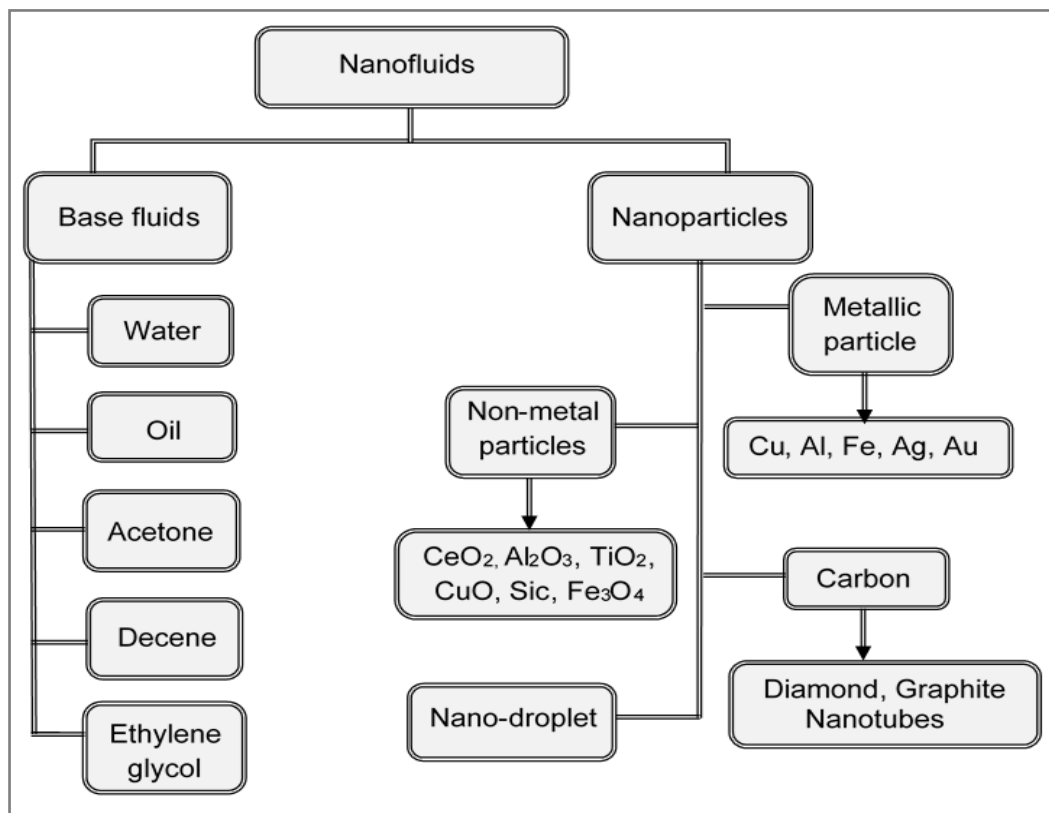 Nanofluids
Base fluids
Nanoparticles
Water
Oil
Acetone
Decene
Ethylene
glycol
Metallic
particle
Cu, Al, Fe, Ag, Au
Non-metal
particles
CeO₂, Al₂O₃, TiO₂,
CuO, Sic, Fe₃O₄
Carbon
Diamond, Graphite
Nanotubes
Nano-droplet